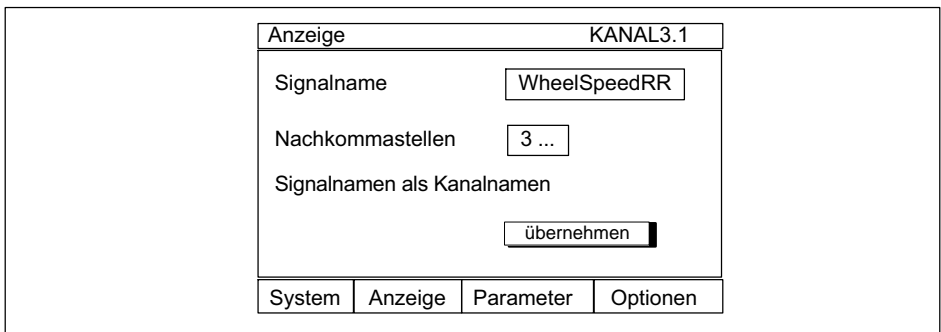 Anzeige KANAL3.1
Signalname WheelSpeedRR
Nachkommastellen 3 ...
Signalnamen als Kanalnamen
übernehmen
System Anzeige Parameter Optionen